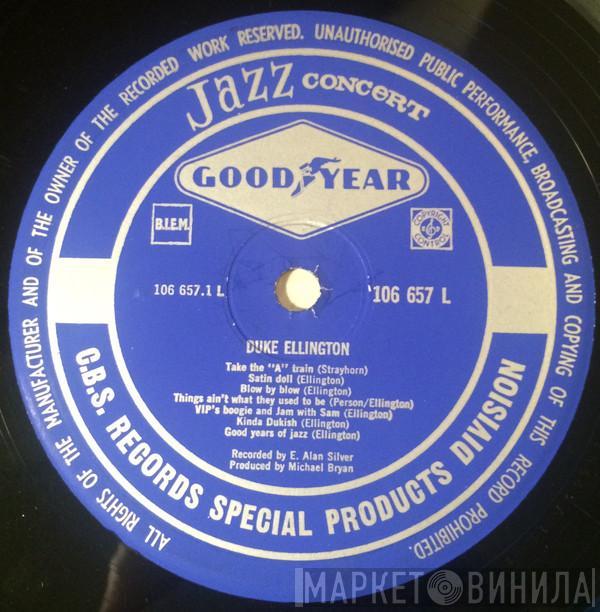 ALL RIGHTS OF THE MANUFACTURER AND OF THE OWNER OF THE RECORDED WORK RESERVED. UNAUTHORISED PUBLIC PERFORMANCE, BROADCASTING AND COPYING OF THIS RECORD PROHIBITED.
Jazz CONCERT
GOOD YEAR
B.I.E.M.
COPYRIGHT CONTROL
106 657.1 L
106 657 L
DUKE ELLINGTON
Take the "A" train (Strayhorn)
Satin doll (Ellington)
Blow by blow (Ellington)
Things ain't what they used to be (Person/Ellington)
VIP's boogie and Jam with Sam (Ellington)
Kinda Dukish (Ellington)
Good years of jazz (Ellington)
Recorded by E. Alan Silver
Produced by Michael Bryan
C.B.S. RECORDS SPECIAL PRODUCTS DIVISION
МАРКЕТ ВИНИЛА